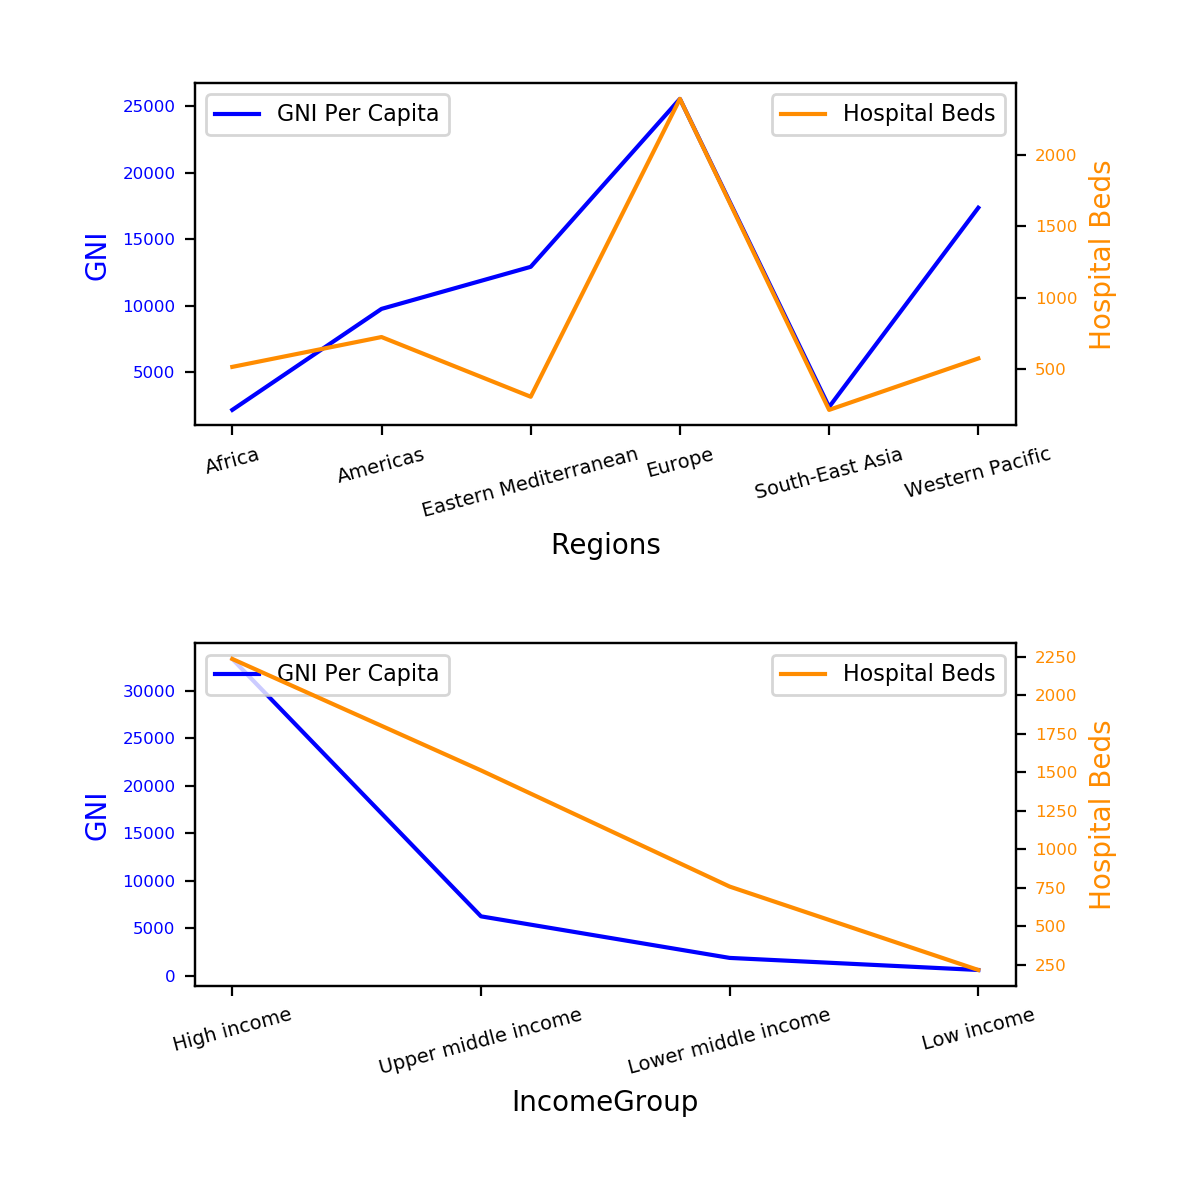 GNI Per Capita
Hospital Beds
25000
20000
15000
10000
5000
GNI
2000
1500
1000
500
Hospital Beds
Africa
Americas
Eastern Mediterranean
Europe
South-East Asia
Western Pacific
Regions
GNI Per Capita
Hospital Beds
30000
25000
20000
15000
10000
5000
0
GNI
2250
2000
1750
1500
1250
1000
750
500
250
Hospital Beds
High income
Upper middle income
Lower middle income
Low income
IncomeGroup